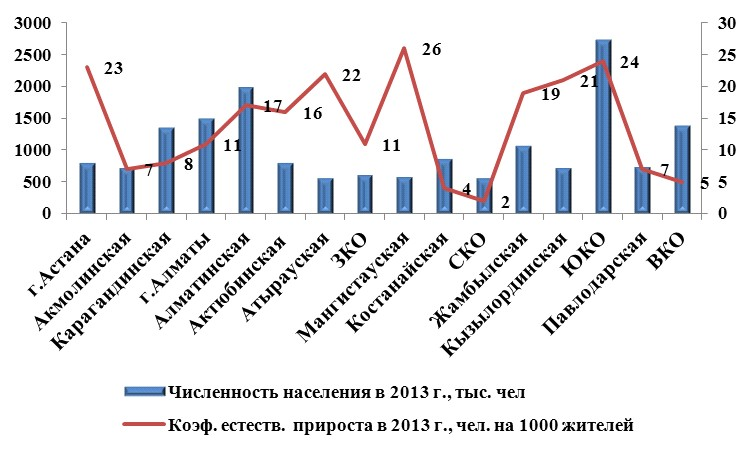 3000
2500
2000
1500
1000
500
0
30
25
20
15
10
5
0
23
7
8
11
17
16
22
11
26
4
2
19
21
24
7
5
г.Астана
Акмолинская
Карагандинская
г.Алматы
Алматинская
Актюбинская
Атырауская
ЗКО
Мангистауская
Костанайская
СКО
Жамбылская
Кызылординская
ЮКО
Павлодарская
ВКО
Численность населения в 2013 г., тыс. чел
Коэф. естеств. прироста в 2013 г., чел. на 1000 жителей